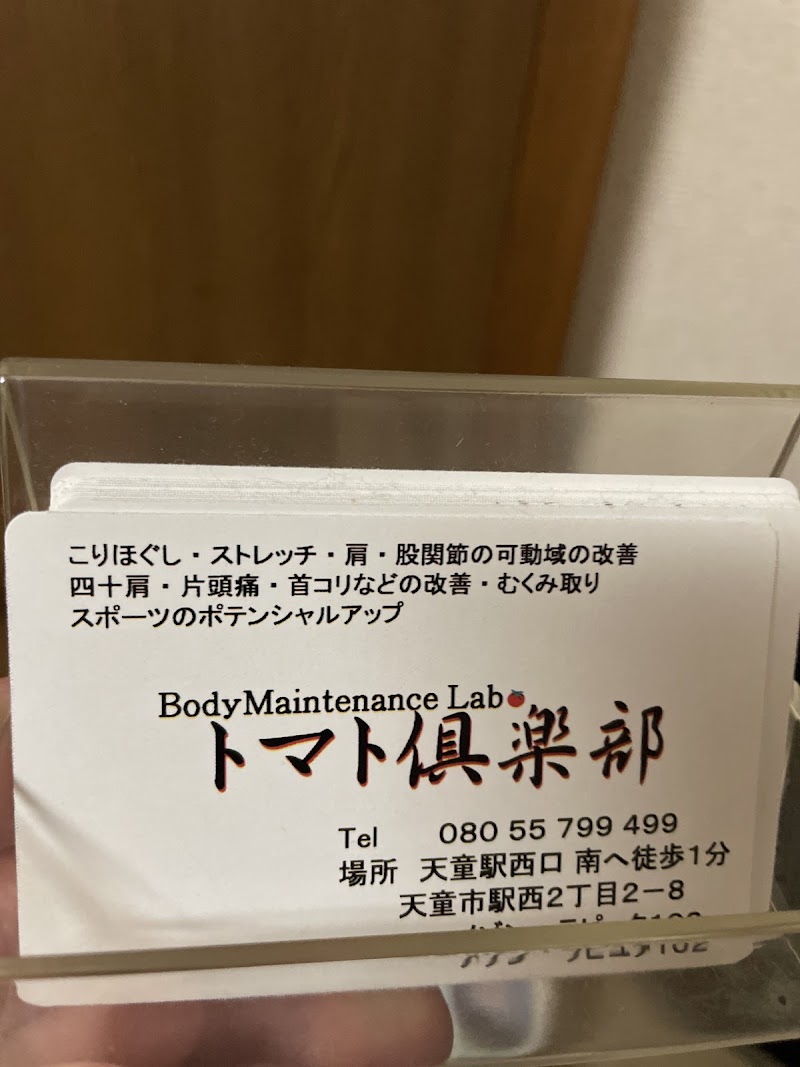 こりほぐし・ストレッチ・肩・股関節の可動域の改善
四十肩・片頭痛・首コリなどの改善・むくみ取り
スポーツのポテンシャルアップ
BodyMaintenance Lab
トマト倶楽部
Tel 080 55 799 499
場所 天童駅西口 南へ徒歩1分
天童市駅西2丁目2−8
102